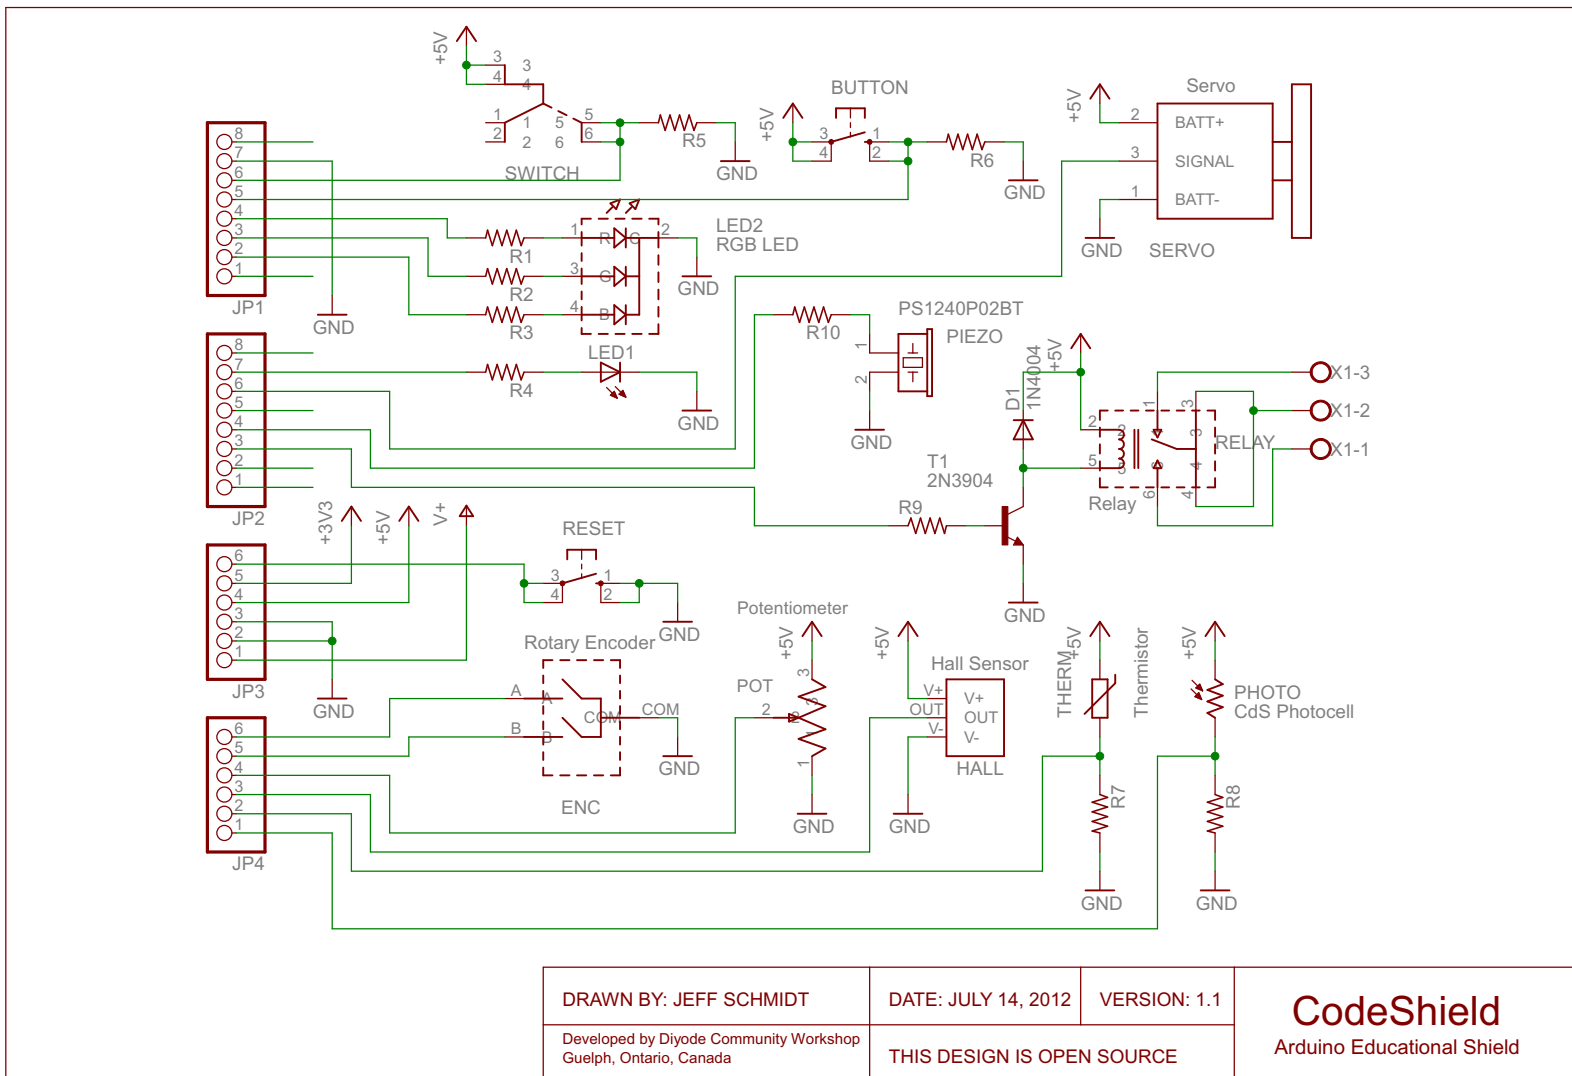 +5V
3
4
3
4
1
2
1
2
5
6
5
6
R5
GND
SWITCH
BUTTON
+5V
3
4
1
2
R6
GND
Servo
+5V
2
BATT+
3
SIGNAL
1
BATT-
GND
SERVO
8
7
6
5
4
3
2
1
JP1
GND
R1
R2
R3
1
R
C
2
3
G
4
B
LED2
RGB LED
GND
8
7
6
5
4
3
2
1
JP2
R4
LED1
GND
R10
PS1240P02BT
PIEZO
1
2
GND
+5V
D1
1N4004
T1
2N3904
R9
GND
2
2
5
5
1
3
3
4
4
6
RELAY
Relay
X1-3
X1-2
X1-1
+3V3
+5V
V+
6
5
4
3
2
1
JP3
GND
RESET
3
4
1
2
GND
Rotary Encoder
A
A
B
B
COM
COM
GND
ENC
6
5
4
3
2
1
JP4
Potentiometer
+5V
POT
3
3
2
2
1
1
GND
+5V
Hall Sensor
V+
V+
OUT
OUT
V-
V-
HALL
GND
+5V
THERM
Thermistor
R7
GND
+5V
PHOTO
CdS Photocell
R8
GND
DRAWN BY: JEFF SCHMIDT
DATE: JULY 14, 2012
VERSION: 1.1
Developed by Diyode Community Workshop
Guelph, Ontario, Canada
THIS DESIGN IS OPEN SOURCE
CodeShield
Arduino Educational Shield